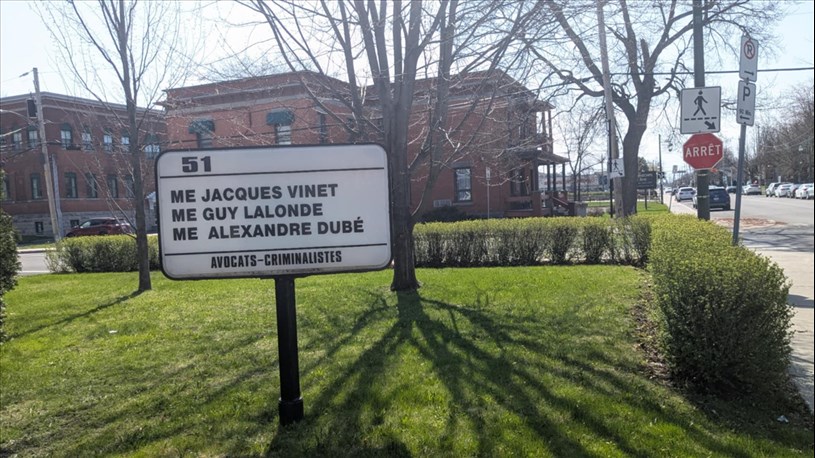 51
ME JACQUES VINET
ME GUY LALONDE
ME ALEXANDRE DUBÉ
AVOCATS-CRIMINALISTES
P
P
ARRÊT